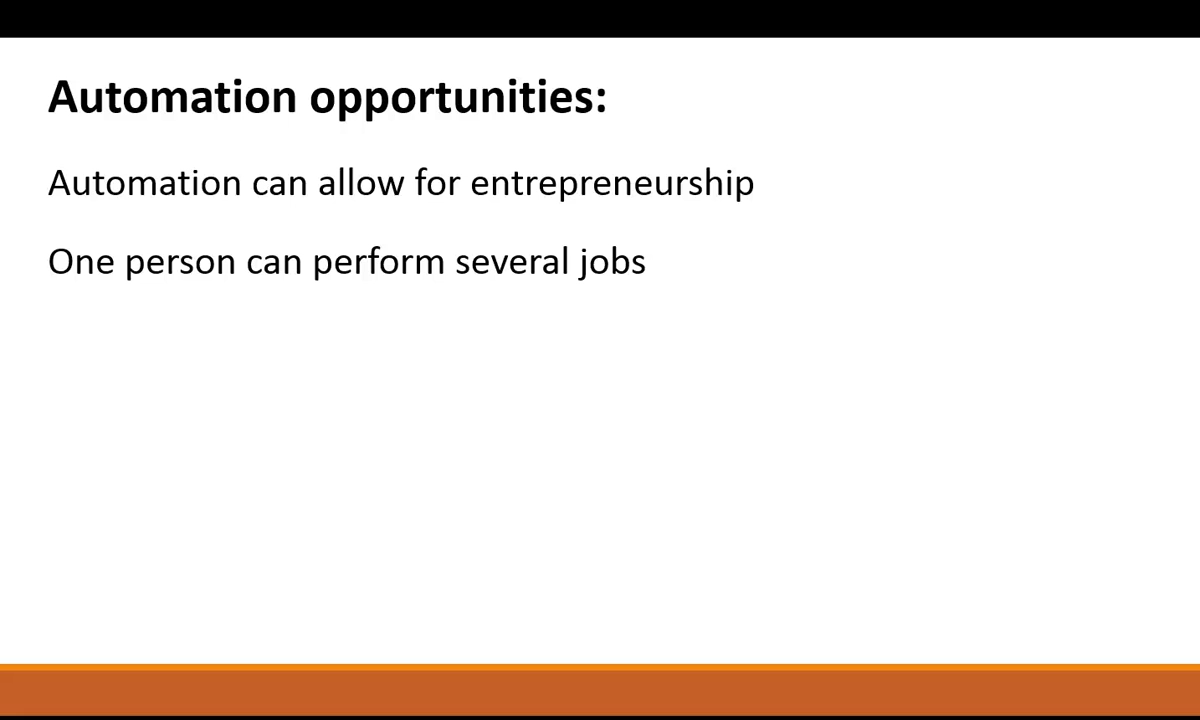 Automation opportunities:
Automation can allow for entrepreneurship
One person can perform several jobs